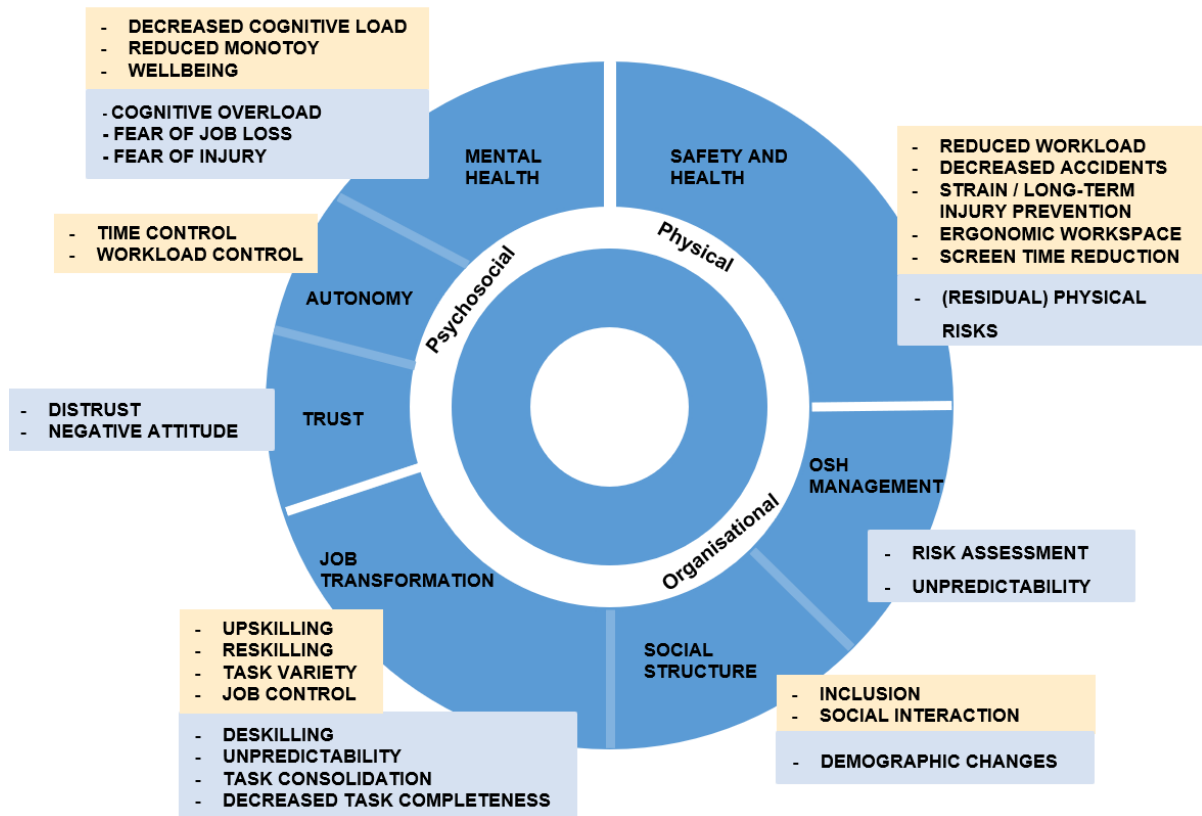 - DECREASED COGNITIVE LOAD
- REDUCED MONOTOY
- WELLBEING
- COGNITIVE OVERLOAD
- FEAR OF JOB LOSS
- FEAR OF INJURY
MENTAL
HEALTH
SAFETY AND
HEALTH
- REDUCED WORKLOAD
- DECREASED ACCIDENTS
- STRAIN / LONG-TERM
INJURY PREVENTION
- ERGONOMIC WORKSPACE
- SCREEN TIME REDUCTION
- (RESIDUAL) PHYSICAL
RISKS
- TIME CONTROL
- WORKLOAD CONTROL
AUTONOMY
Psychosocial
Physical
- DISTRUST
- NEGATIVE ATTITUDE
TRUST
OSH
MANAGEMENT
Organisational
- RISK ASSESSMENT
- UNPREDICTABILITY
JOB
TRANSFORMATION
- UPSKILLING
- RESKILLING
- TASK VARIETY
- JOB CONTROL
- DESKILLING
- UNPREDICTABILITY
- TASK CONSOLIDATION
- DECREASED TASK COMPLETENESS
SOCIAL
STRUCTURE
- INCLUSION
- SOCIAL INTERACTION
- DEMOGRAPHIC CHANGES